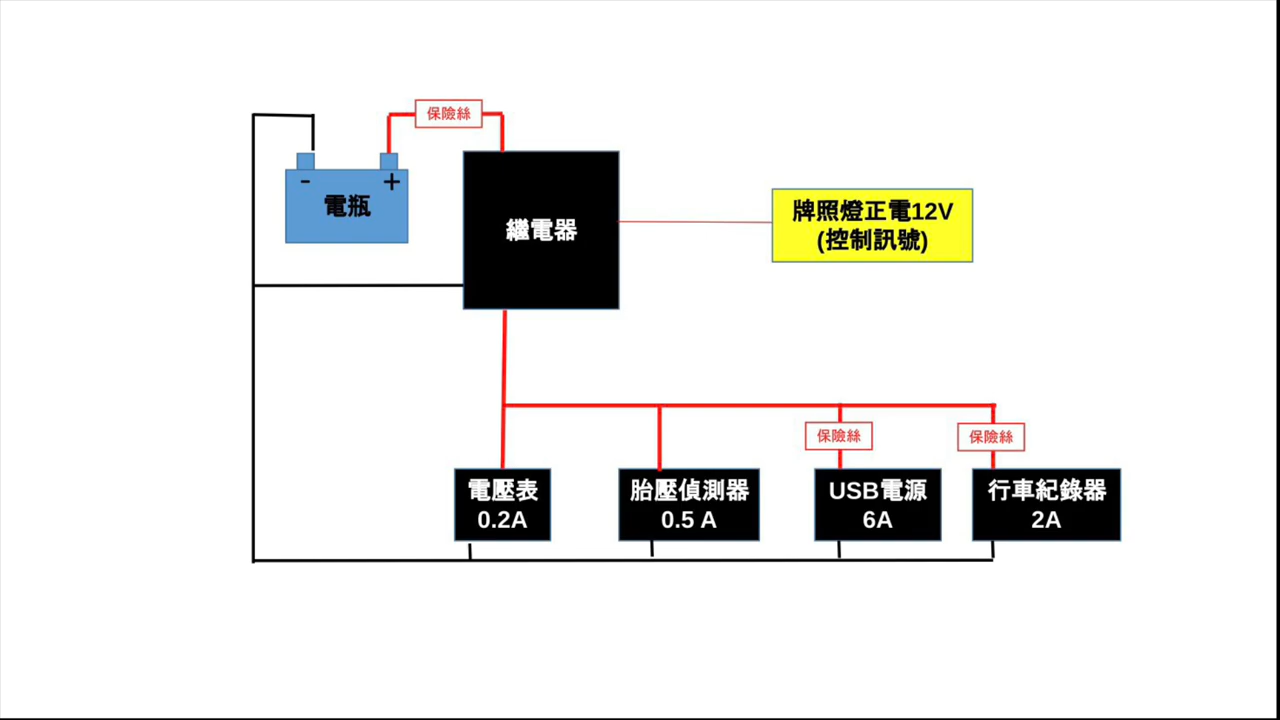 保險絲
- +
電瓶
繼電器
牌照燈正電12V
(控制訊號)
保險絲
保險絲
電壓表
0.2A
胎壓偵測器
0.5 A
USB電源
6A
行車紀錄器
2A